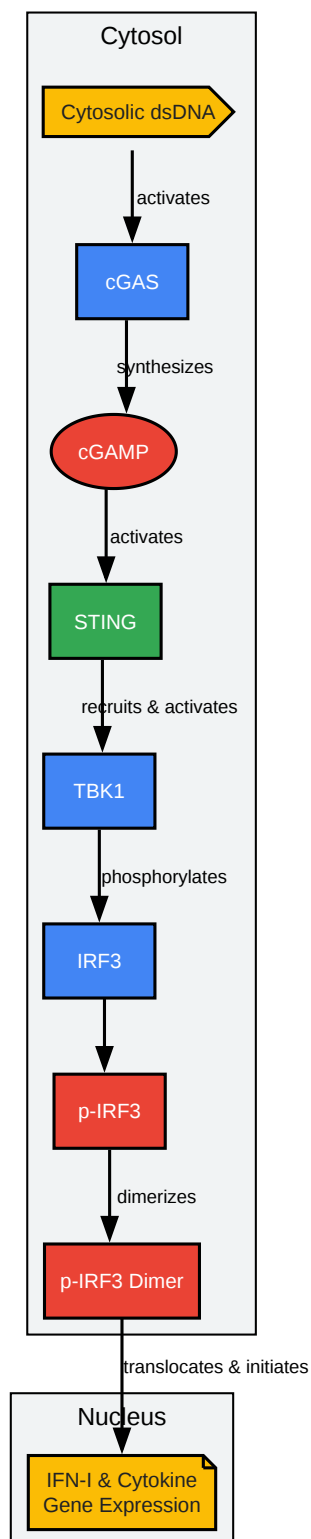 Cytosol
Cytosolic dsDNA
activates
cGAS
synthesizes
cGAMP
activates
STING
recruits & activates
TBK1
phosphorylates
IRF3
p-IRF3
dimerizes
p-IRF3 Dimer
translocates & initiates
Nucleus
IFN-I & Cytokine
Gene Expression